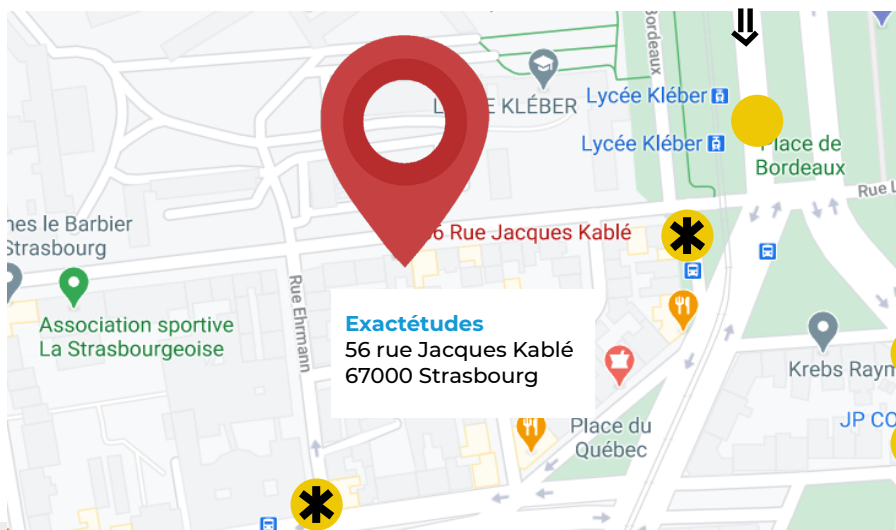 Bordeaux
LYCÉE KLÉBER
Lycée Kléber
Lycée Kléber
Place de
Bordeaux
Rue L
nes le Barbier
Strasbourg
56 Rue Jacques Kablé
Rue Ehrmann
Association sportive
La Strasbourgeoise
Exactétudes
56 rue Jacques Kablé
67000 Strasbourg
Krebs Raym
Place du
Québec
JP CO